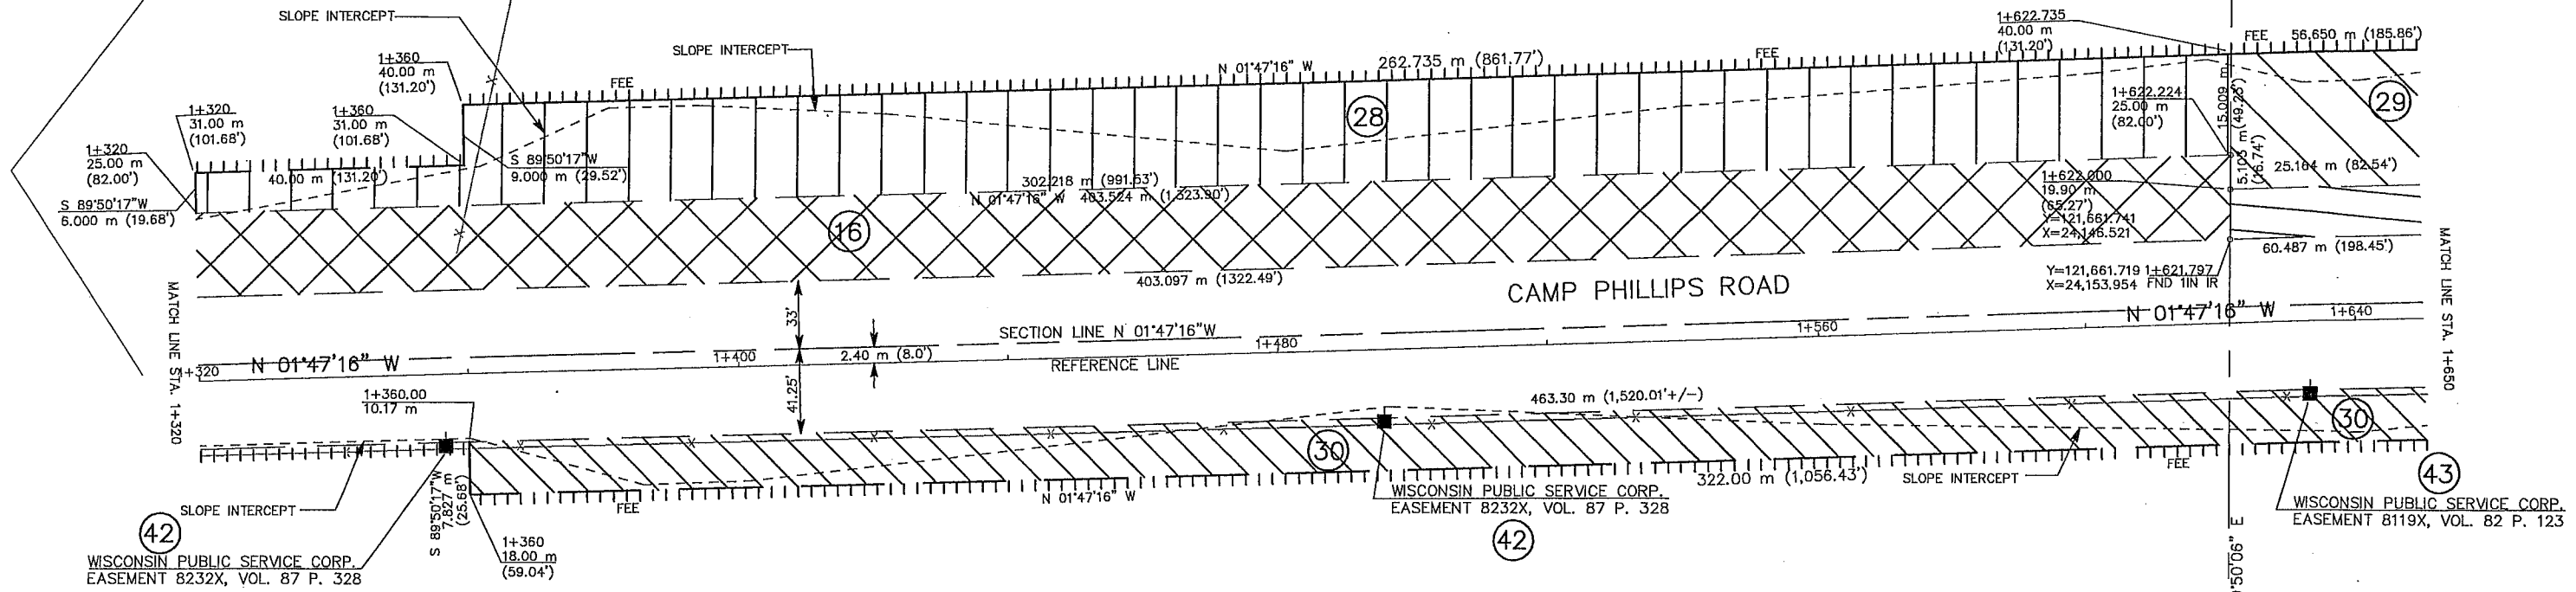 SLOPE INTERCEPT
SLOPE INTERCEPT
1+360
40.00 m
(131.20')
FEE
N 01°47'16" W
262.735 m (861.77')
FEE
1+622.735
40.00 m
(131.20')
FEE
56.650 m (185.86')
1+320
31.00 m
(101.68')
1+360
31.00 m
(101.68')
28
1+622.224
25.00 m
(82.00')
15.009 m
(49.25')
29
1+320
25.00 m
(82.00')
S 89°50'17"W
6.000 m (19.68')
40.00 m (131.20')
S 89°50'17"W
9.000 m (29.52')
302.218 m (991.53')
N 01°47'16" W 403.524 m (1,323.90')
5.103 m
(16.74')
25.164 m (82.54')
1+622.000
19.90 m
(65.27')
Y=121,661.741
X=24,146.521
16
60.487 m (198.45')
403.097 m (1322.49')
Y=121,661.719 1+621.797
X=24,153.954 FND 1IN IR
CAMP PHILLIPS ROAD
MATCH LINE STA. 1+320
MATCH LINE STA. 1+650
33'
SECTION LINE N 01°47'16"W
N 01°47'16" W
1+320
N 01°47'16" W
1+400
2.40 m (8.0')
1+480
1+560
1+640
REFERENCE LINE
41.25'
1+360.00
10.17 m
463.30 m (1,520.01'+/-)
30
30
SLOPE INTERCEPT
S 89°50'17"W
7.827 m
(25.68')
FEE
N 01°47'16" W
322.00 m (1,056.43')
SLOPE INTERCEPT
FEE
43
WISCONSIN PUBLIC SERVICE CORP.
EASEMENT 8119X, VOL. 82 P. 123
WISCONSIN PUBLIC SERVICE CORP.
EASEMENT 8232X, VOL. 87 P. 328
42
42
WISCONSIN PUBLIC SERVICE CORP.
EASEMENT 8232X, VOL. 87 P. 328
1+360
18.00 m
(59.04')
°50'06" E